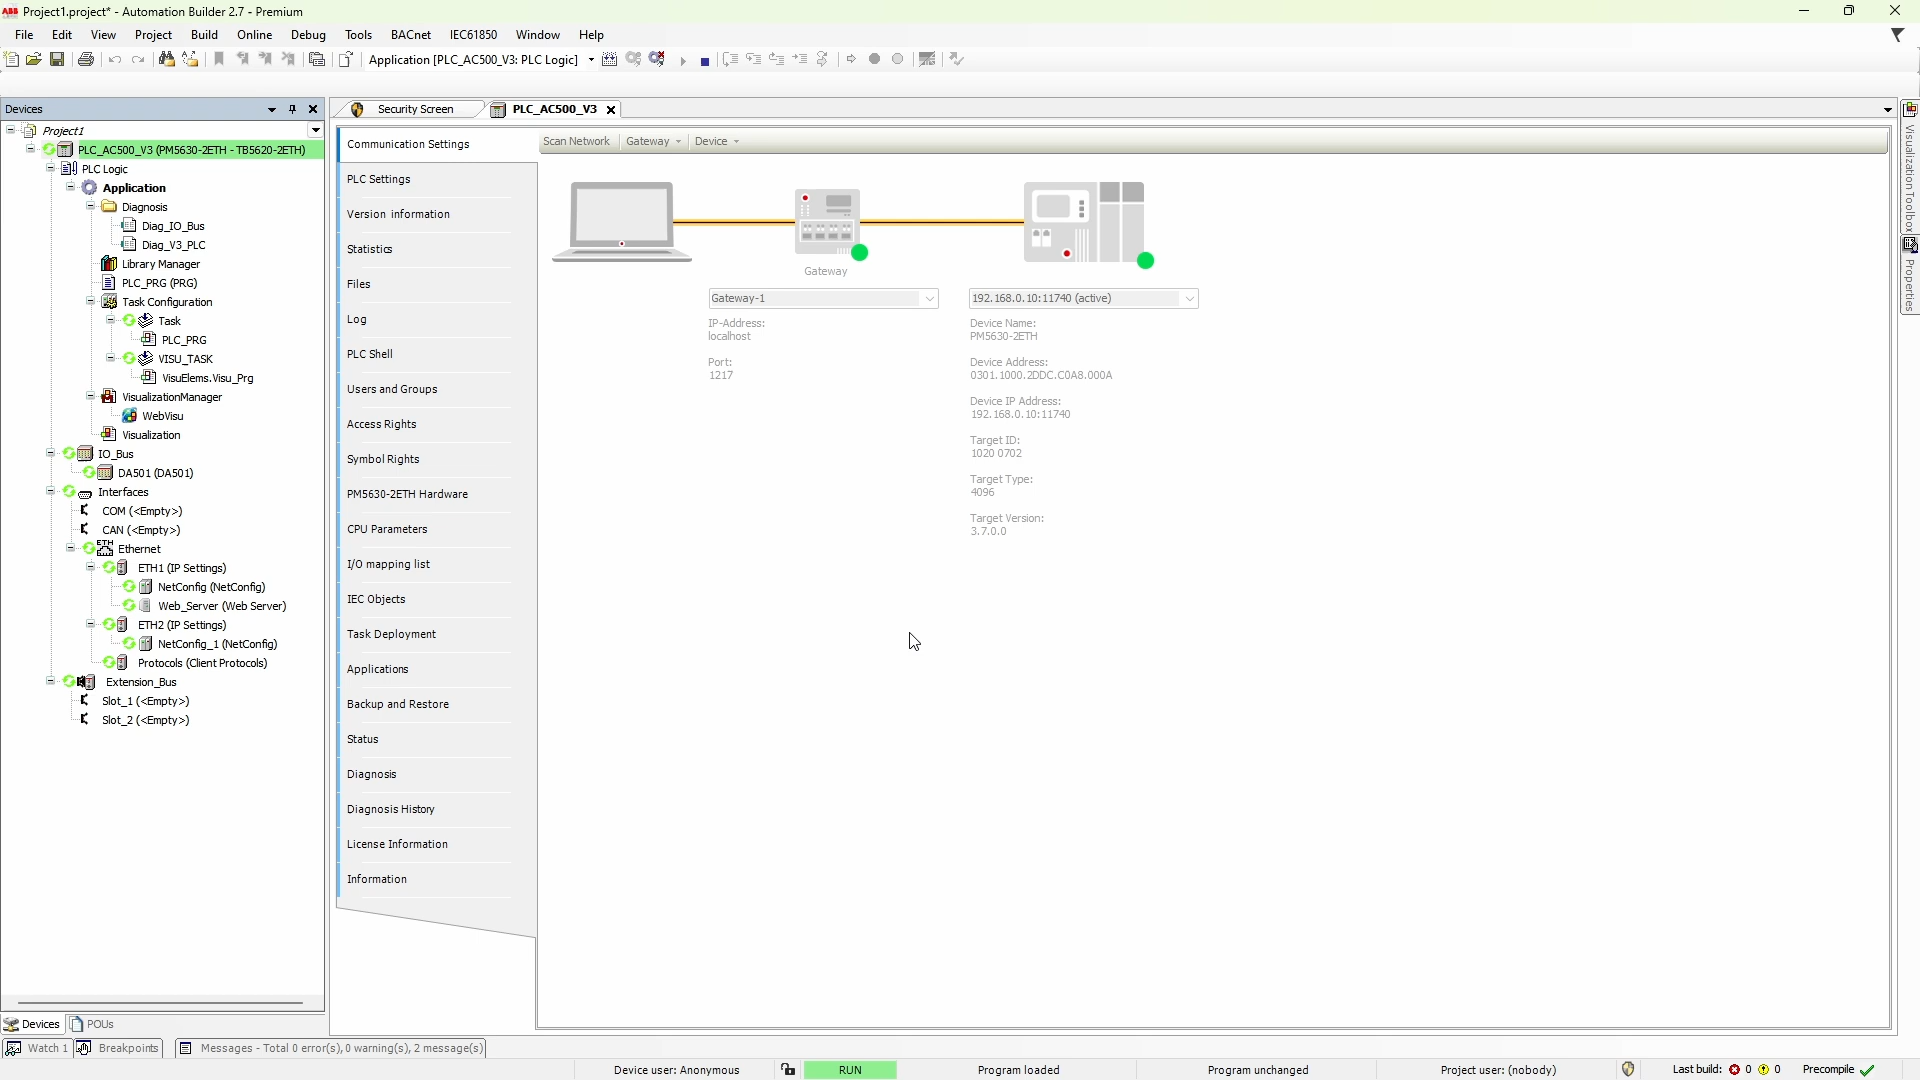 ABB Project1.project* - Automation Builder 2.7 - Premium
File Edit View Project Build Online Debug Tools BACnet IEC61850 Window Help
Application [PLC_AC500_V3: PLC Logic]
Devices
Project1
PLC_AC500_V3 (PM5630-2ETH - TB5620-2ETH)
PLC Logic
Application
Diagnosis
Diag_IO_Bus
Diag_V3_PLC
Library Manager
PLC_PRG (PRG)
Task Configuration
Task
PLC_PRG
VISU_TASK
VisuElems.Visu_Prg
VisualizationManager
WebVisu
Visualization
IO_Bus
DA501 (DA501)
Interfaces
COM (<Empty>)
CAN (<Empty>)
ETH
Ethernet
ETH1 (IP Settings)
NetConfig (NetConfig)
Web_Server (Web Server)
ETH2 (IP Settings)
NetConfig_1 (NetConfig)
Protocols (Client Protocols)
Extension_Bus
Slot_1 (<Empty>)
Slot_2 (<Empty>)
Devices POUs
Security Screen PLC_AC500_V3
Communication Settings
PLC Settings
Version information
Statistics
Files
Log
PLC Shell
Users and Groups
Access Rights
Symbol Rights
PM5630-2ETH Hardware
CPU Parameters
I/O mapping list
IEC Objects
Task Deployment
Applications
Backup and Restore
Status
Diagnosis
Diagnosis History
License Information
Information
Scan Network Gateway Device
Gateway
Gateway-1
IP-Address:
localhost
Port:
1217
192.168.0.10:11740 (active)
Device Name:
PM5630-2ETH
Device Address:
0301.1000.2DDC.C0A8.000A
Device IP Address:
192.168.0.10:11740
Target ID:
1020 0702
Target Type:
4096
Target Version:
3.7.0.0
Visualization Toolbox
Properties
Watch 1 Breakpoints Messages - Total 0 error(s), 0 warning(s), 2 message(s)
Device user: Anonymous RUN Program loaded Program unchanged Project user: (nobody) Last build: 0 0 Precompile